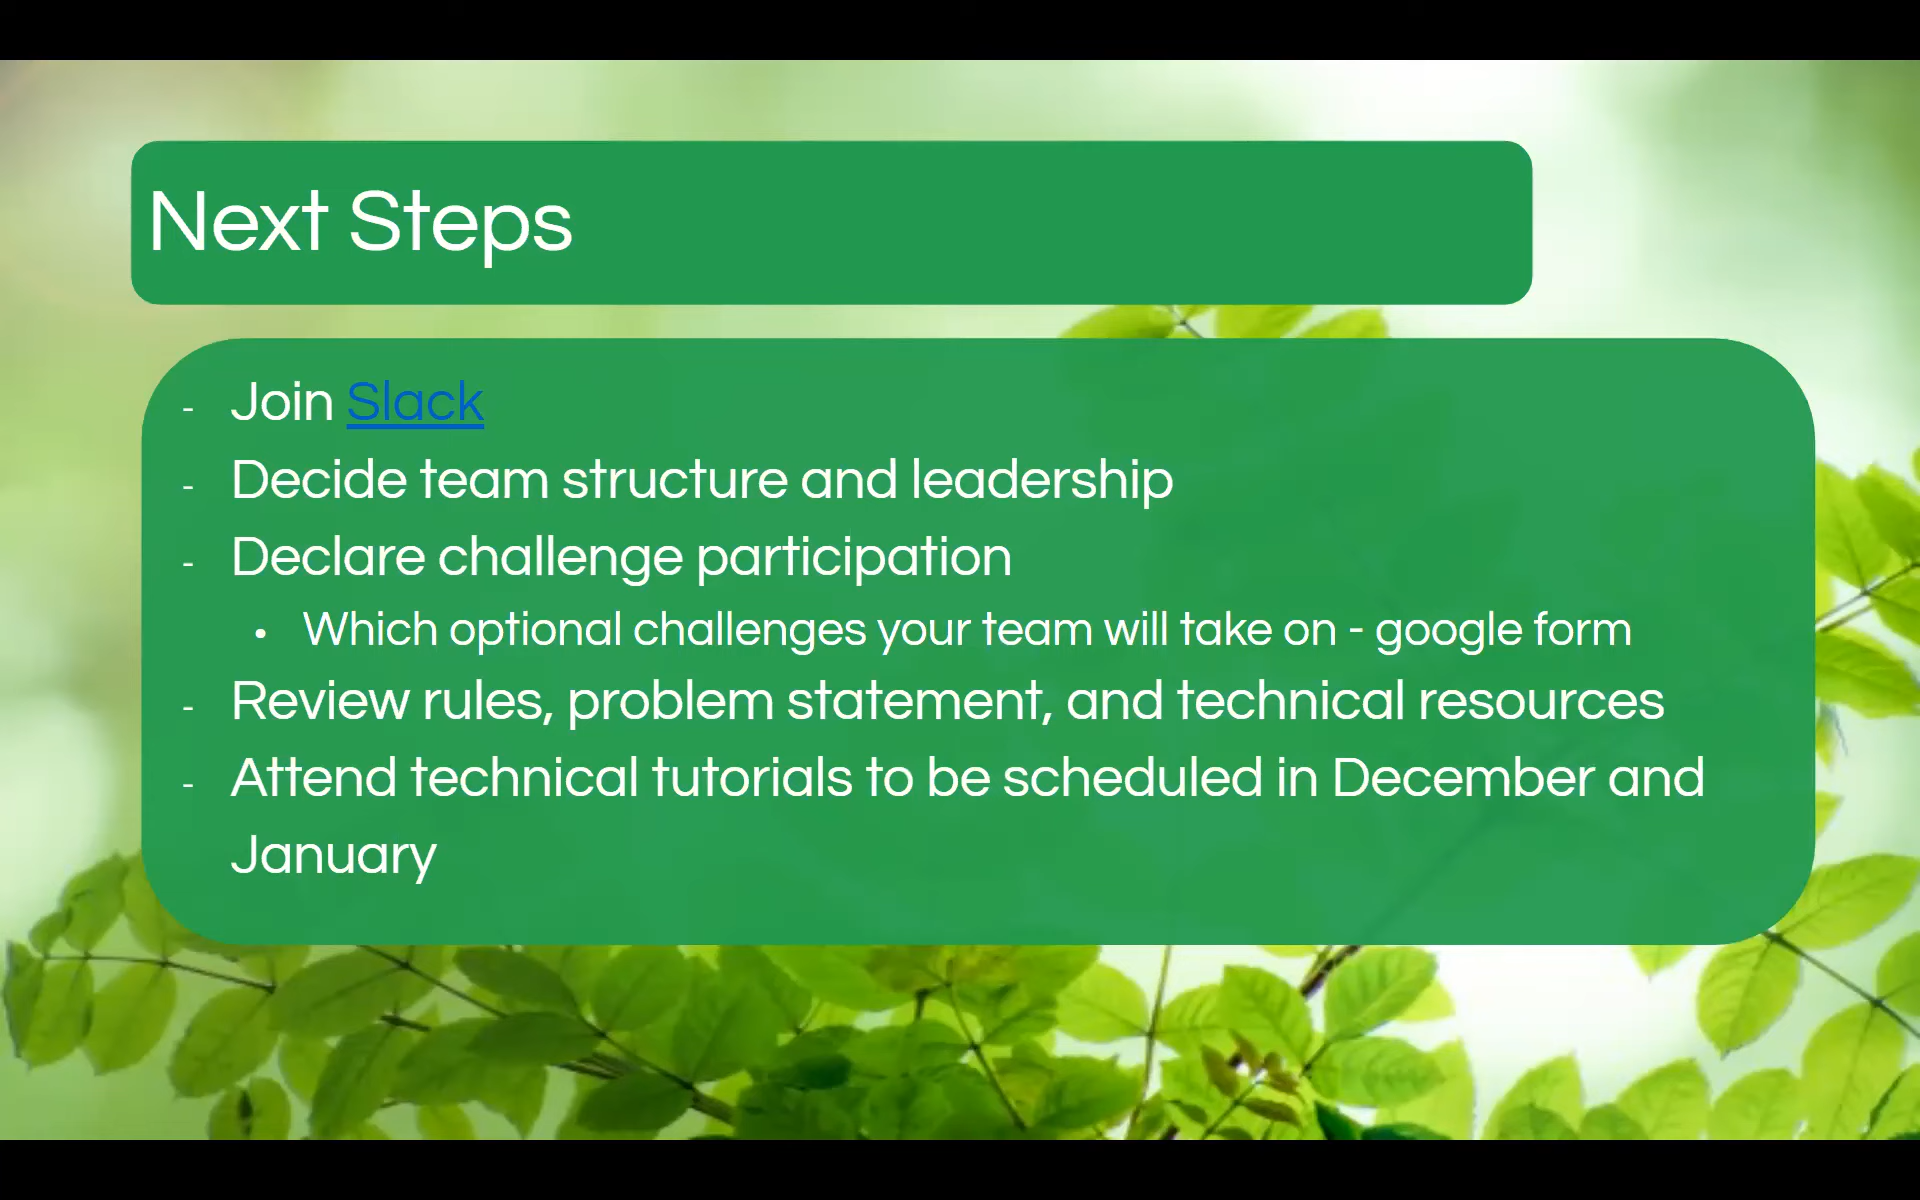 Next Steps
- Join Slack
- Decide team structure and leadership
- Declare challenge participation
• Which optional challenges your team will take on - google form
- Review rules, problem statement, and technical resources
- Attend technical tutorials to be scheduled in December and
January